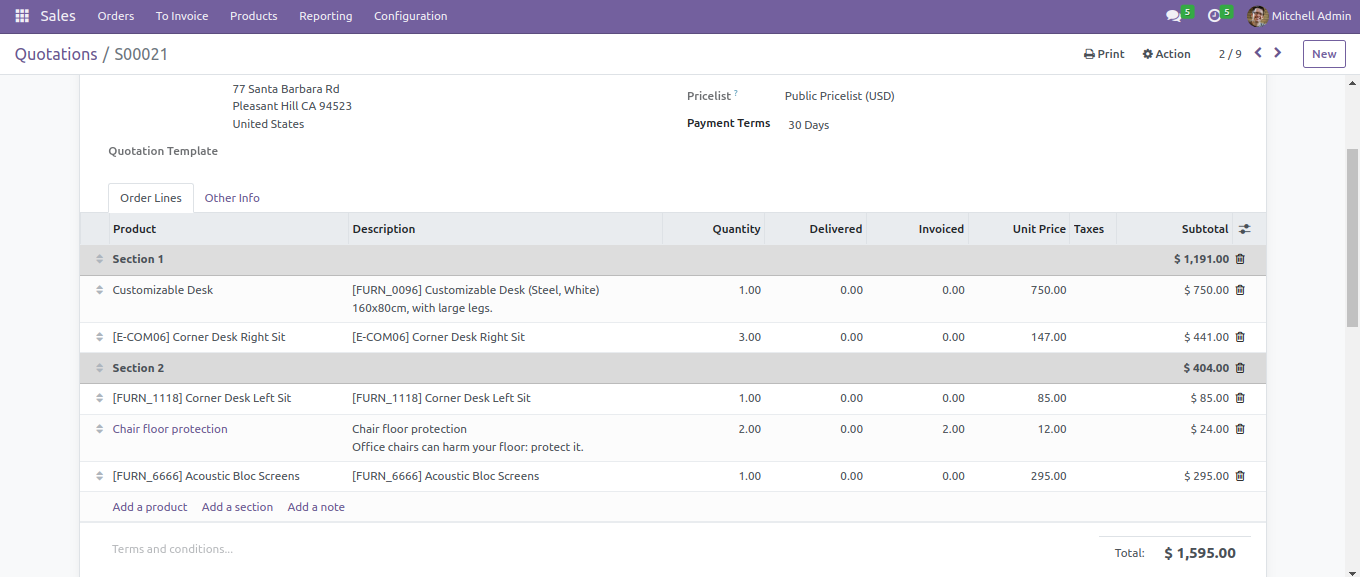 Sales Orders To Invoice Products Reporting Configuration 5 5 Mitchell Admin
Quotations / S00021 Print Action 2 / 9 New
77 Santa Barbara Rd
Pleasant Hill CA 94523
United States
Pricelist ? Public Pricelist (USD)
Payment Terms 30 Days
Quotation Template
Order Lines Other Info
Product Description Quantity Delivered Invoiced Unit Price Taxes Subtotal
Section 1 $ 1,191.00
Customizable Desk [FURN_0096] Customizable Desk (Steel, White) 1.00 0.00 0.00 750.00 $ 750.00
160x80cm, with large legs.
[E-COM06] Corner Desk Right Sit [E-COM06] Corner Desk Right Sit 3.00 0.00 0.00 147.00 $ 441.00
Section 2 $ 404.00
[FURN_1118] Corner Desk Left Sit [FURN_1118] Corner Desk Left Sit 1.00 0.00 0.00 85.00 $ 85.00
Chair floor protection Chair floor protection 2.00 0.00 2.00 12.00 $ 24.00
Office chairs can harm your floor: protect it.
[FURN_6666] Acoustic Bloc Screens [FURN_6666] Acoustic Bloc Screens 1.00 0.00 0.00 295.00 $ 295.00
Add a product Add a section Add a note
Terms and conditions...
Total: $ 1,595.00